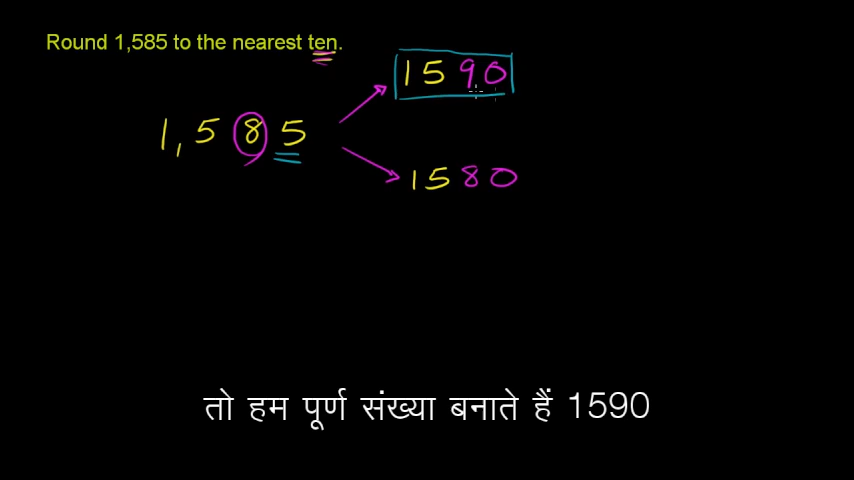 Round 1,585 to the nearest ten.
1590
1,585
1580
तो हम पूर्ण संख्या बनाते हैं 1590